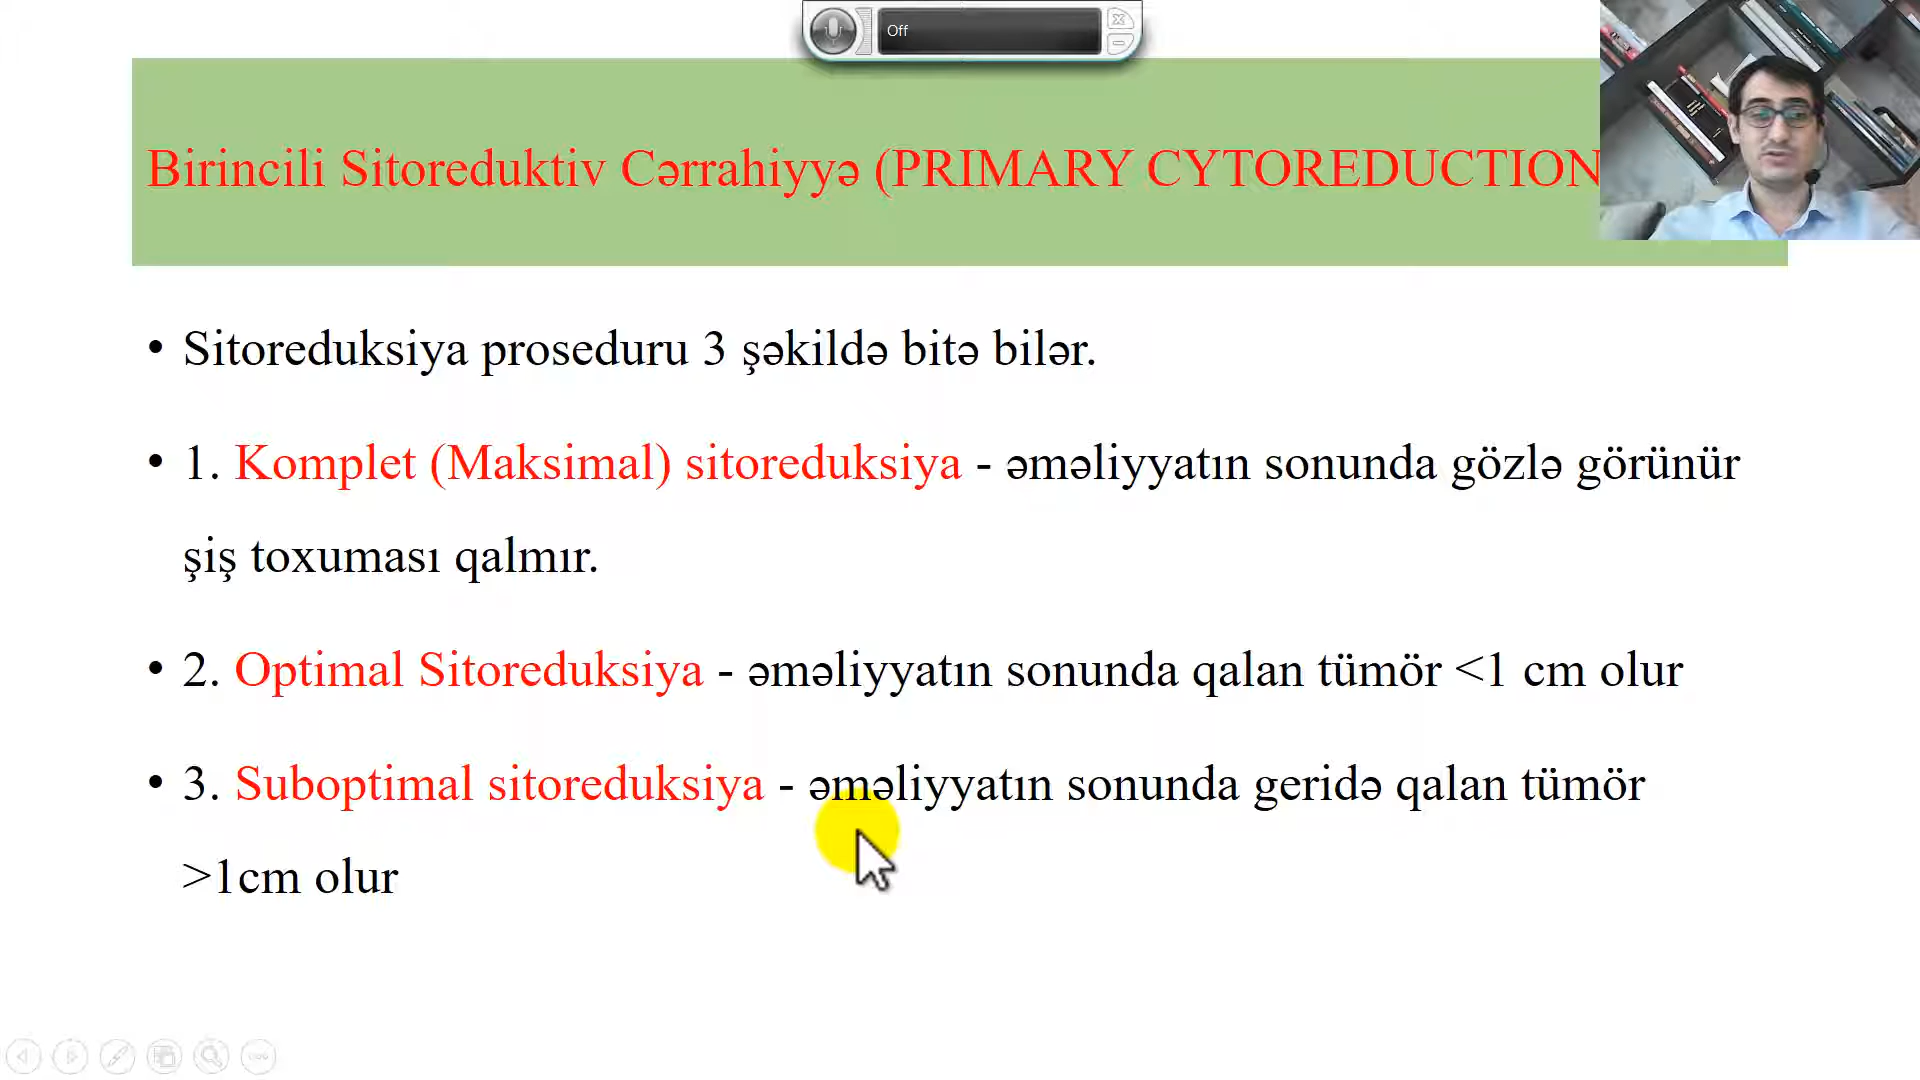 Off
Birincili Sitoreduktiv Cərrahiyyə (PRIMARY CYTOREDUCTION
• Sitoreduksiya proseduru 3 şəkildə bitə bilər.
• 1. Komplet (Maksimal) sitoreduksiya - əməliyyatın sonunda gözlə görünür
şiş toxuması qalmır.
• 2. Optimal Sitoreduksiya - əməliyyatın sonunda qalan tümör <1 cm olur
• 3. Suboptimal sitoreduksiya - əməliyyatın sonunda geridə qalan tümör
>1cm olur